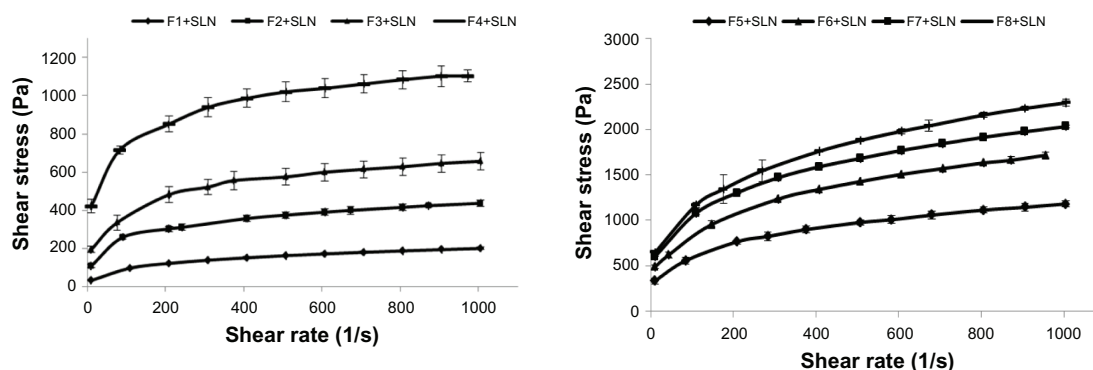 F1+SLN F2+SLN F3+SLN F4+SLN
1200
1000
800
600
400
200
0
Shear stress (Pa)
0 200 400 600 800 1000
Shear rate (1/s)
F5+SLN F6+SLN F7+SLN F8+SLN
3000
2500
2000
1500
1000
500
0
Shear stress (Pa)
0 200 400 600 800 1000
Shear rate (1/s)